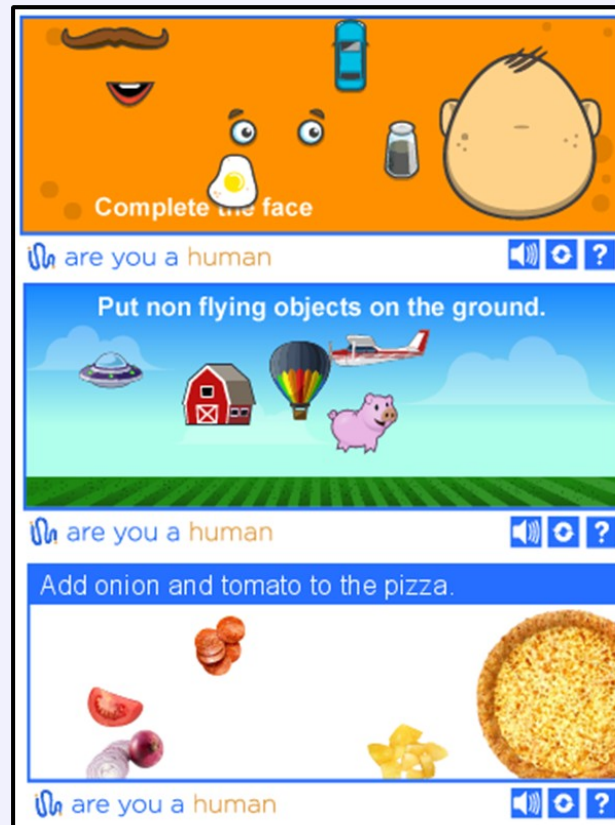 Complete the face
are you a human
?
Put non flying objects on the ground.
are you a human
?
Add onion and tomato to the pizza.
are you a human
?